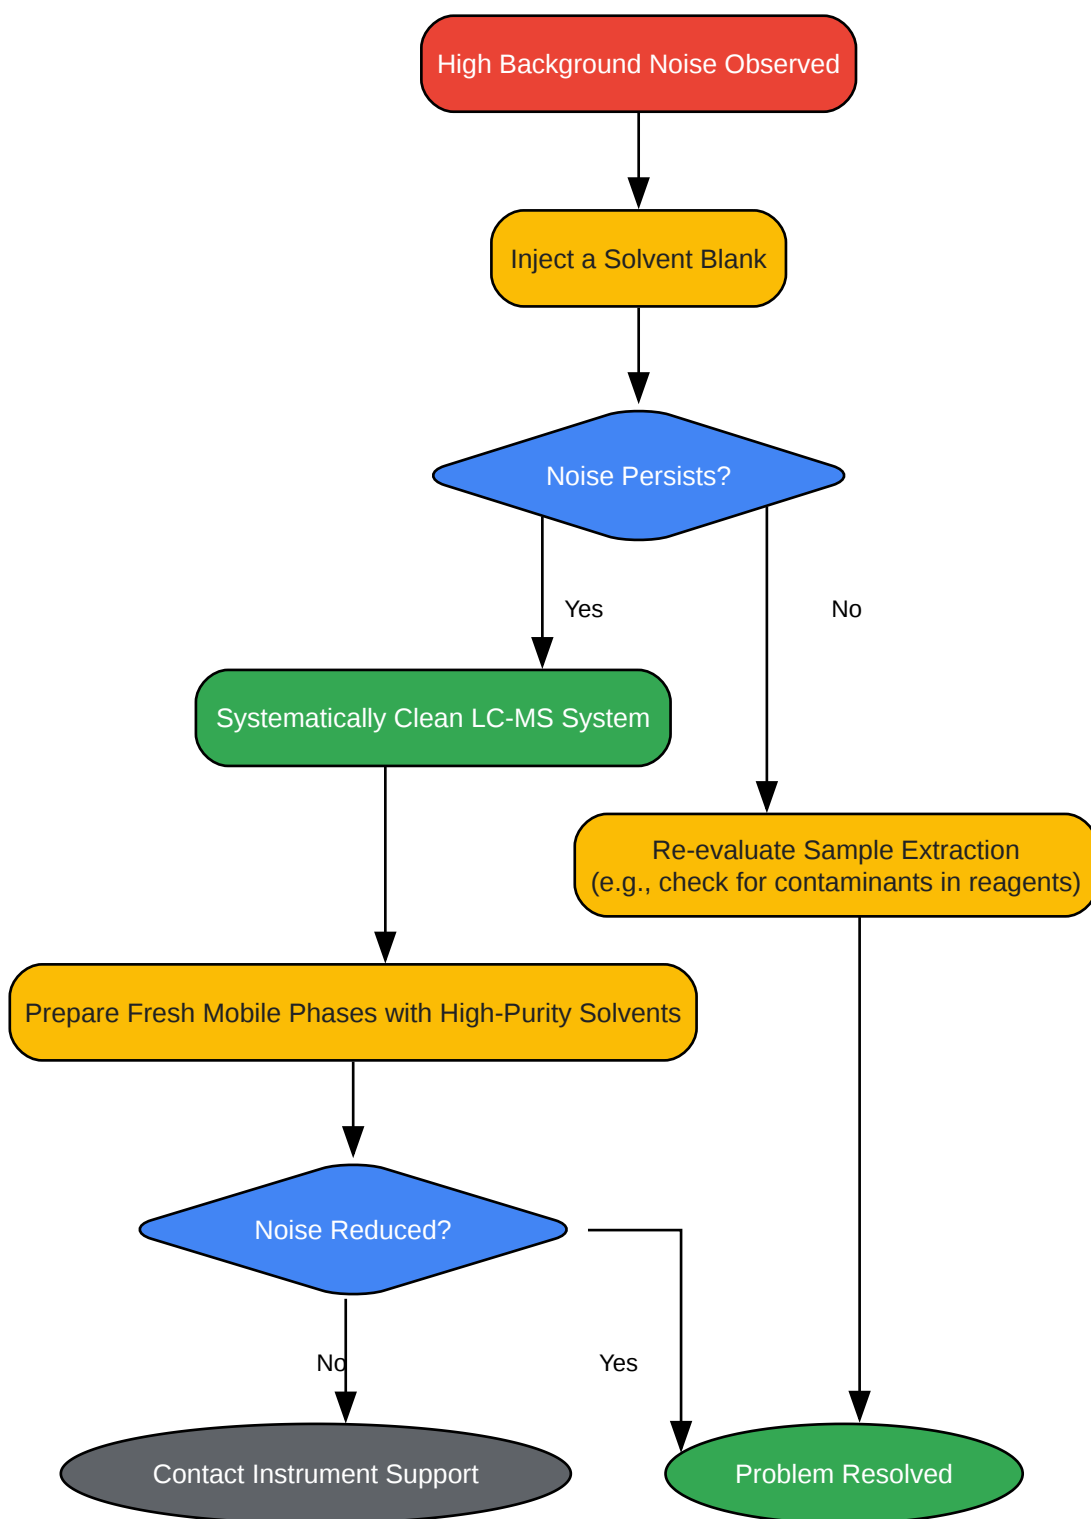 High Background Noise Observed
Inject a Solvent Blank
Noise Persists?
Yes
No
Systematically Clean LC-MS System
Re-evaluate Sample Extraction
(e.g., check for contaminants in reagents)
Prepare Fresh Mobile Phases with High-Purity Solvents
Noise Reduced?
No
Yes
Contact Instrument Support
Problem Resolved